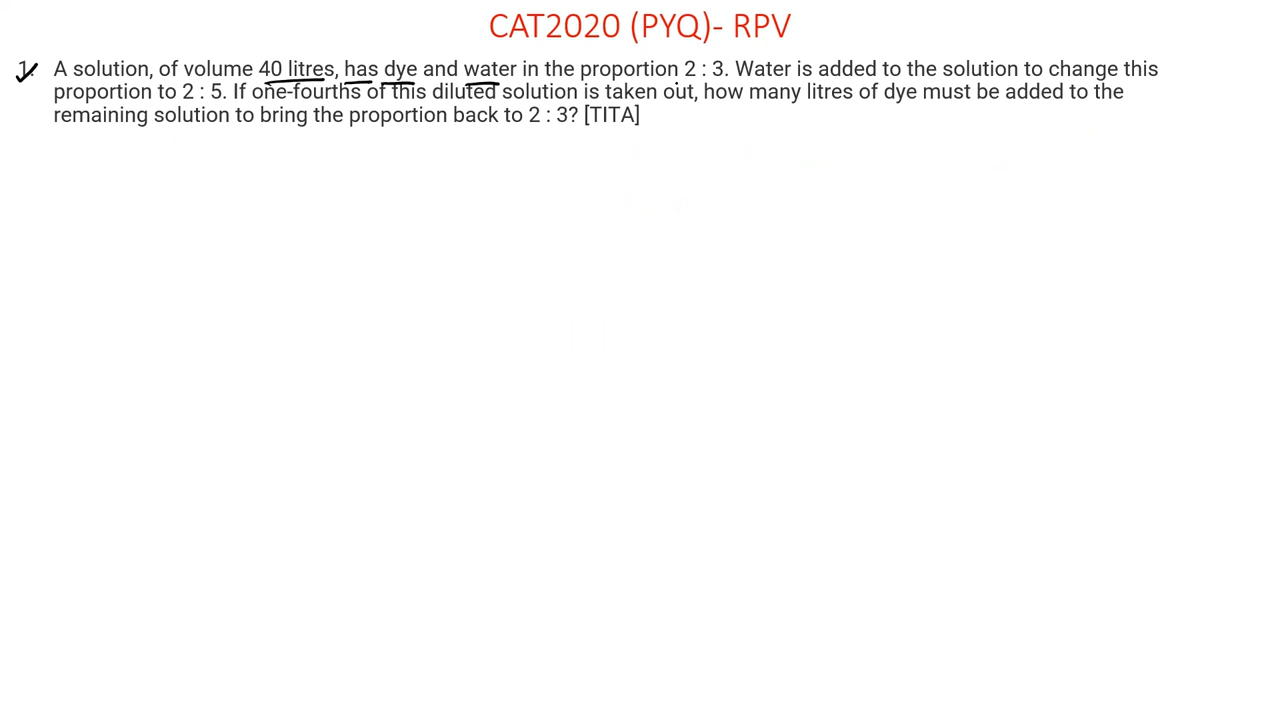 CAT2020 (PYQ)- RPV
1. A solution, of volume 40 litres, has dye and water in the proportion 2 : 3. Water is added to the solution to change this
proportion to 2 : 5. If one-fourths of this diluted solution is taken out, how many litres of dye must be added to the
remaining solution to bring the proportion back to 2 : 3? [TITA]